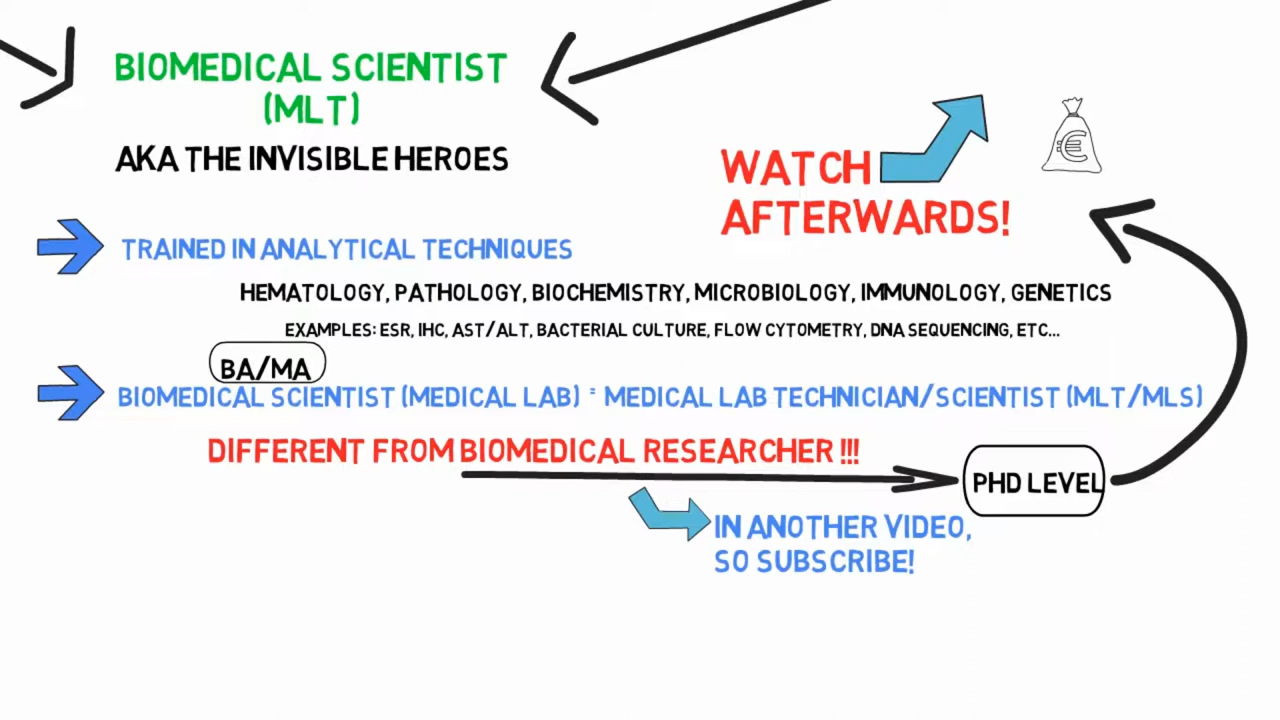 BIOMEDICAL SCIENTIST
(MLT)
AKA THE INVISIBLE HEROES
WATCH
AFTERWARDS!
€
TRAINED IN ANALYTICAL TECHNIQUES
HEMATOLOGY, PATHOLOGY, BIOCHEMISTRY, MICROBIOLOGY, IMMUNOLOGY, GENETICS
EXAMPLES: ESR, IHC, AST/ALT, BACTERIAL CULTURE, FLOW CYTOMETRY, DNA SEQUENCING, ETC...
BA/MA
BIOMEDICAL SCIENTIST (MEDICAL LAB) = MEDICAL LAB TECHNICIAN/SCIENTIST (MLT/MLS)
DIFFERENT FROM BIOMEDICAL RESEARCHER !!!
PHD LEVEL
IN ANOTHER VIDEO,
SO SUBSCRIBE!